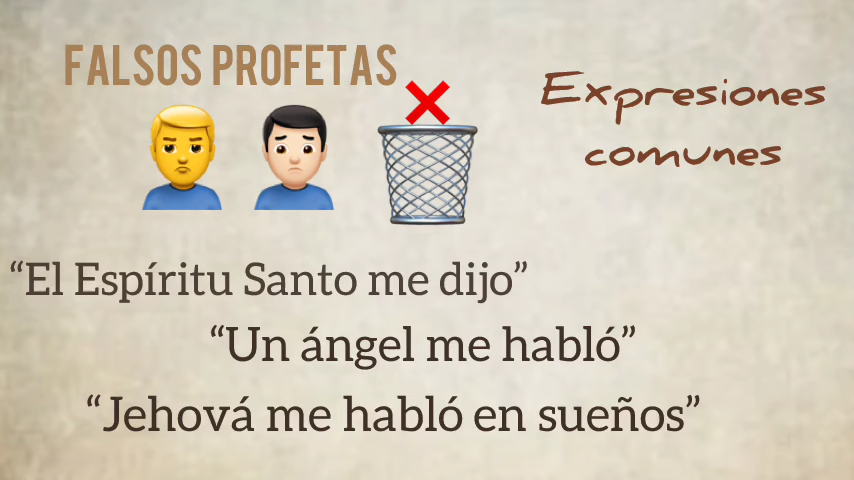 FALSOS PROFETAS
Expresiones
comunes
“El Espíritu Santo me dijo”
“Un ángel me habló”
“Jehová me habló en sueños”